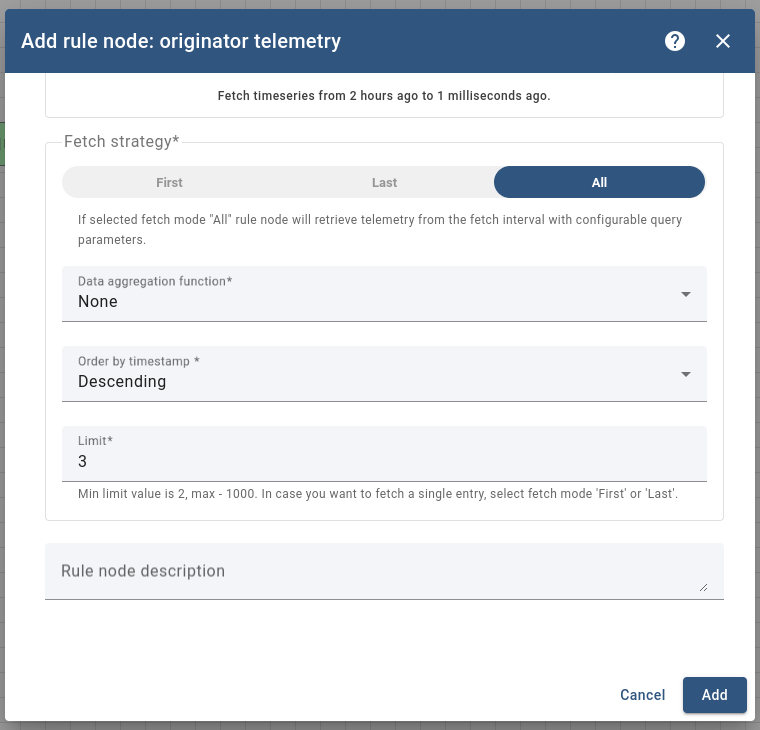 Add rule node: originator telemetry
Fetch timeseries from 2 hours ago to 1 milliseconds ago.
Fetch strategy*
First
Last
All
If selected fetch mode "All" rule node will retrieve telemetry from the fetch interval with configurable query
parameters.
Data aggregation function*
None
Order by timestamp *
Descending
Limit*
3
Min limit value is 2, max - 1000. In case you want to fetch a single entry, select fetch mode 'First' or 'Last'.
Rule node description
Cancel
Add